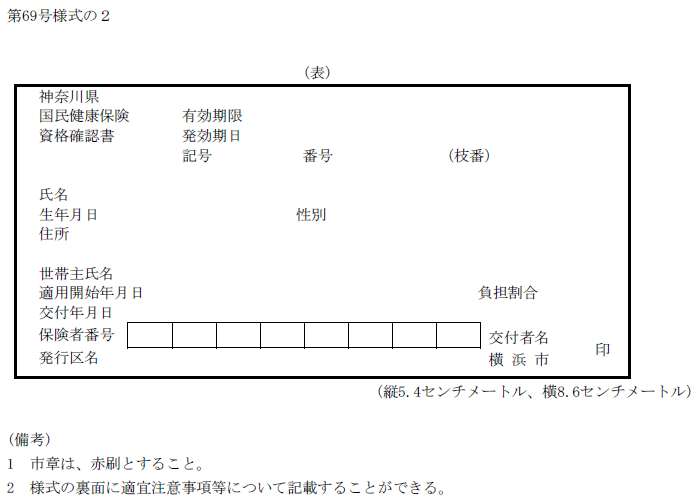 第69号様式の２
（表）
神奈川県
国民健康保険　有効期限
資格確認書　発効期日
記号　番号　（枝番）
氏名
生年月日　性別
住所
世帯主氏名
適用開始年月日　負担割合
交付年月日
保険者番号　交付者名
発行区名　横 浜 市　印
（縦5.4センチメートル、横8.6センチメートル）
（備考）
1　市章は、赤刷とすること。
2　様式の裏面に適宜注意事項等について記載することができる。